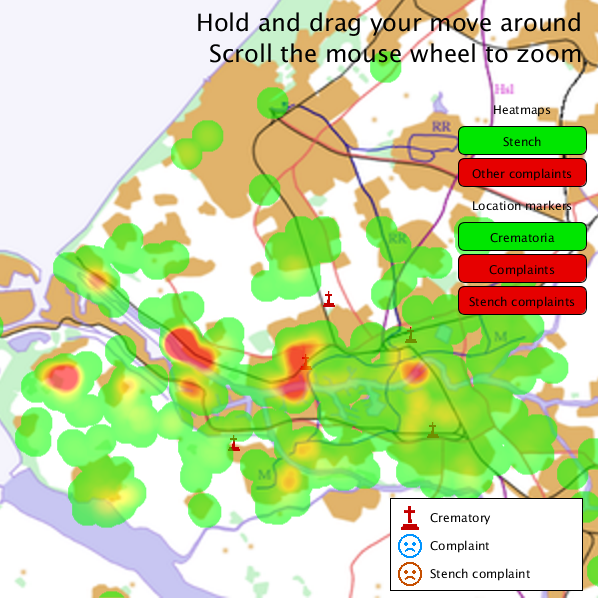 Hold and drag your move around
Scroll the mouse wheel to zoom
Hsl
Heatmaps
RR
Stench
Other complaints
Location markers
RR
Crematoria
Complaints
Stench complaints
M
M
Crematory
Complaint
Stench complaint